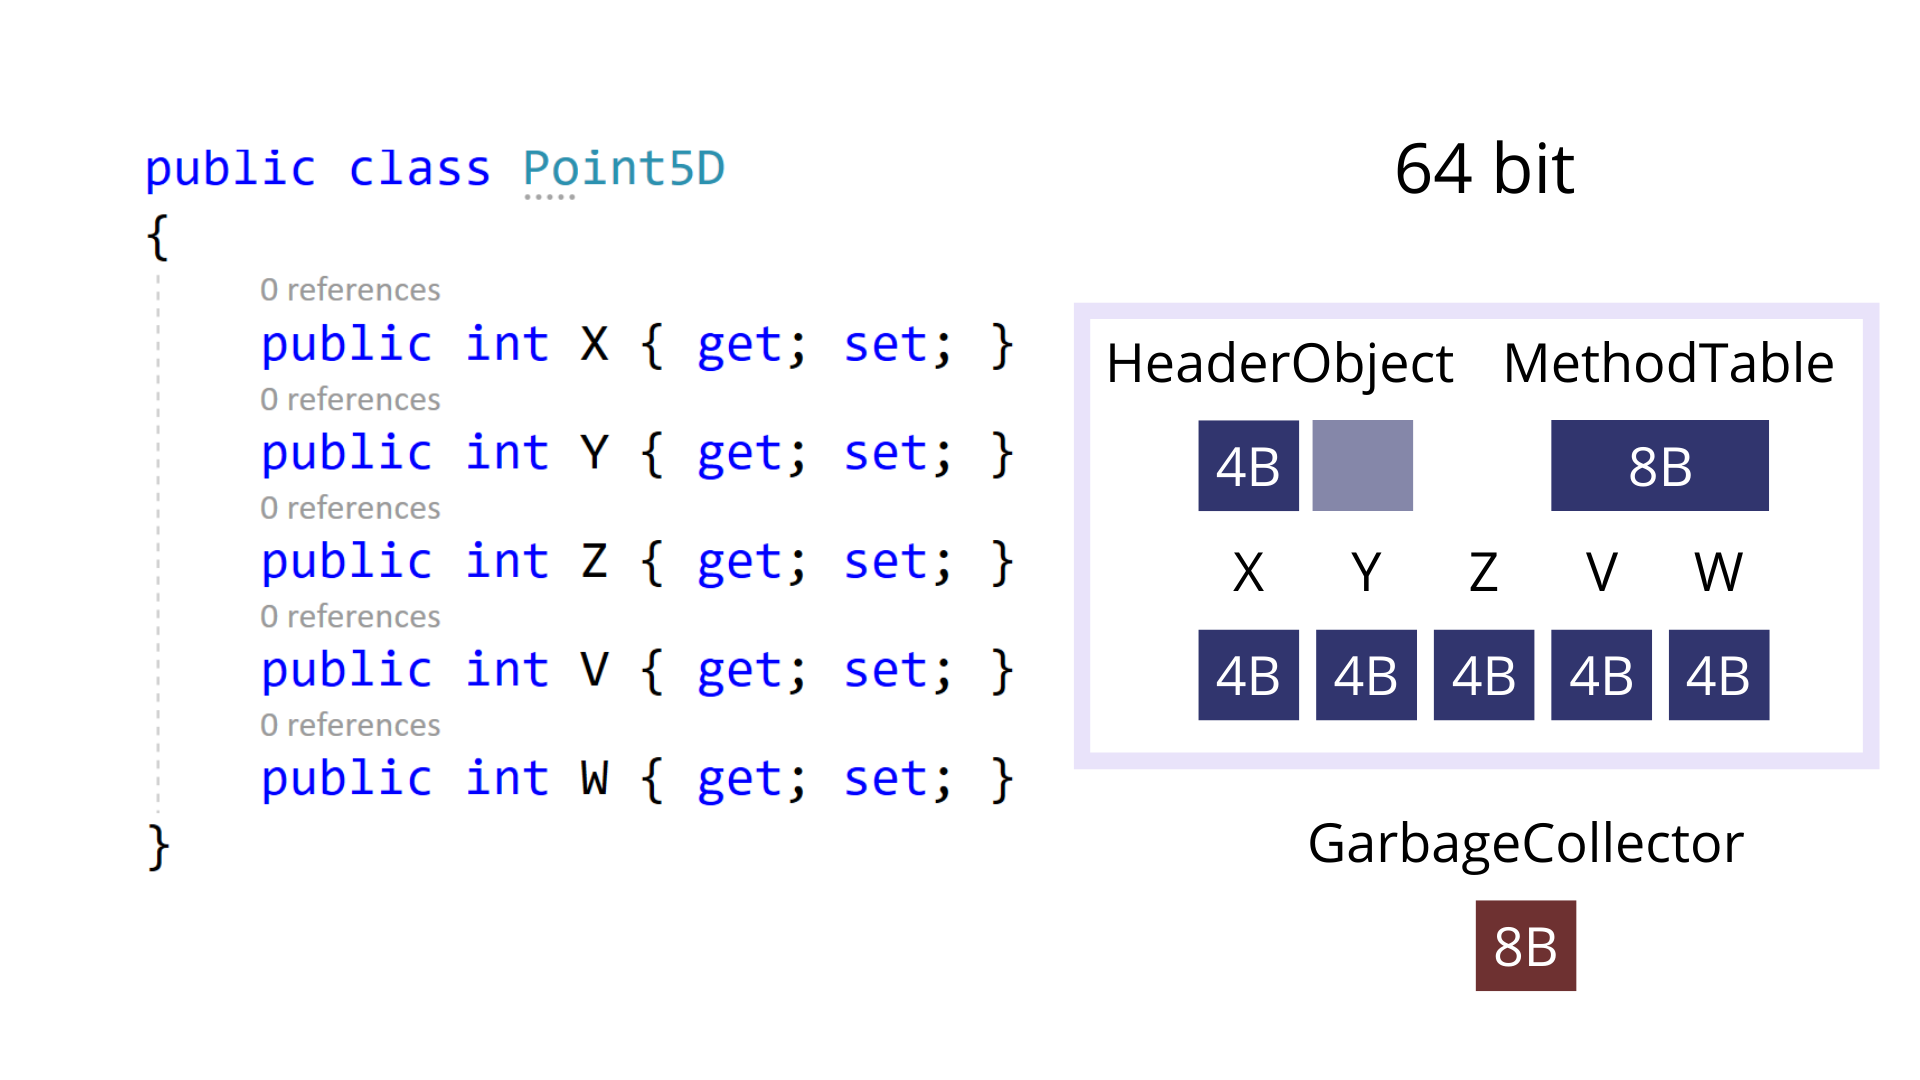 public class Point5D
{
0 references
public int X { get; set; }
0 references
public int Y { get; set; }
0 references
public int Z { get; set; }
0 references
public int V { get; set; }
0 references
public int W { get; set; }
}
64 bit
HeaderObject MethodTable
4B 8B
X Y Z V W
4B 4B 4B 4B 4B
GarbageCollector
8B